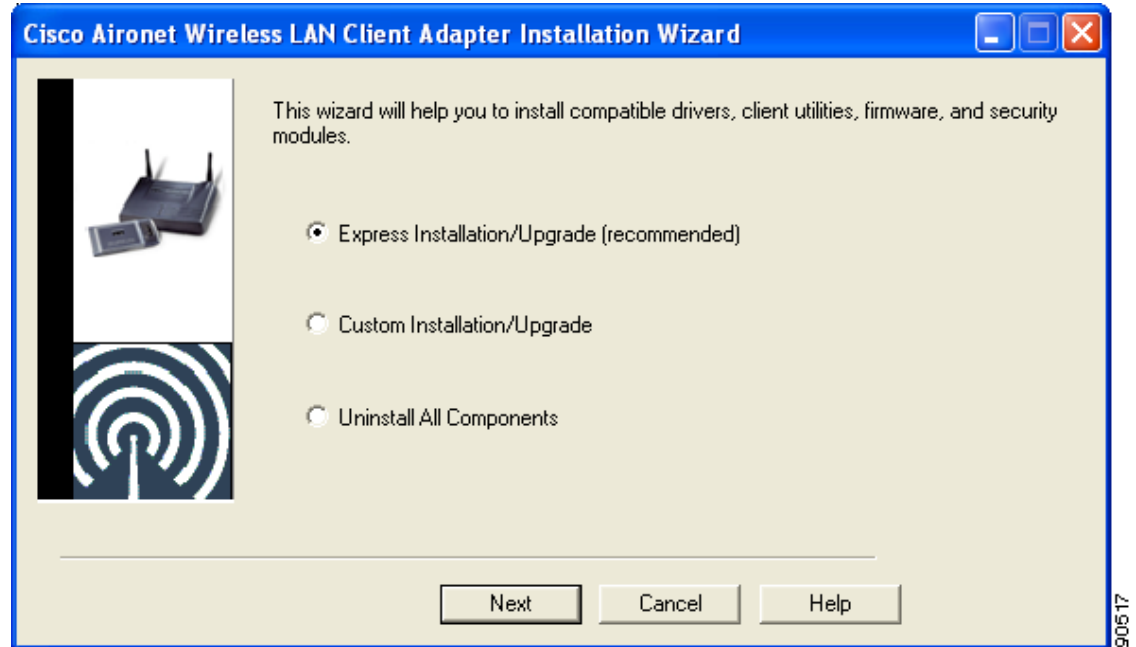 Cisco Aironet Wireless LAN Client Adapter Installation Wizard
This wizard will help you to install compatible drivers, client utilities, firmware, and security
modules.
Express Installation/Upgrade (recommended)
Custom Installation/Upgrade
Uninstall All Components
Next
Cancel
Help
90517